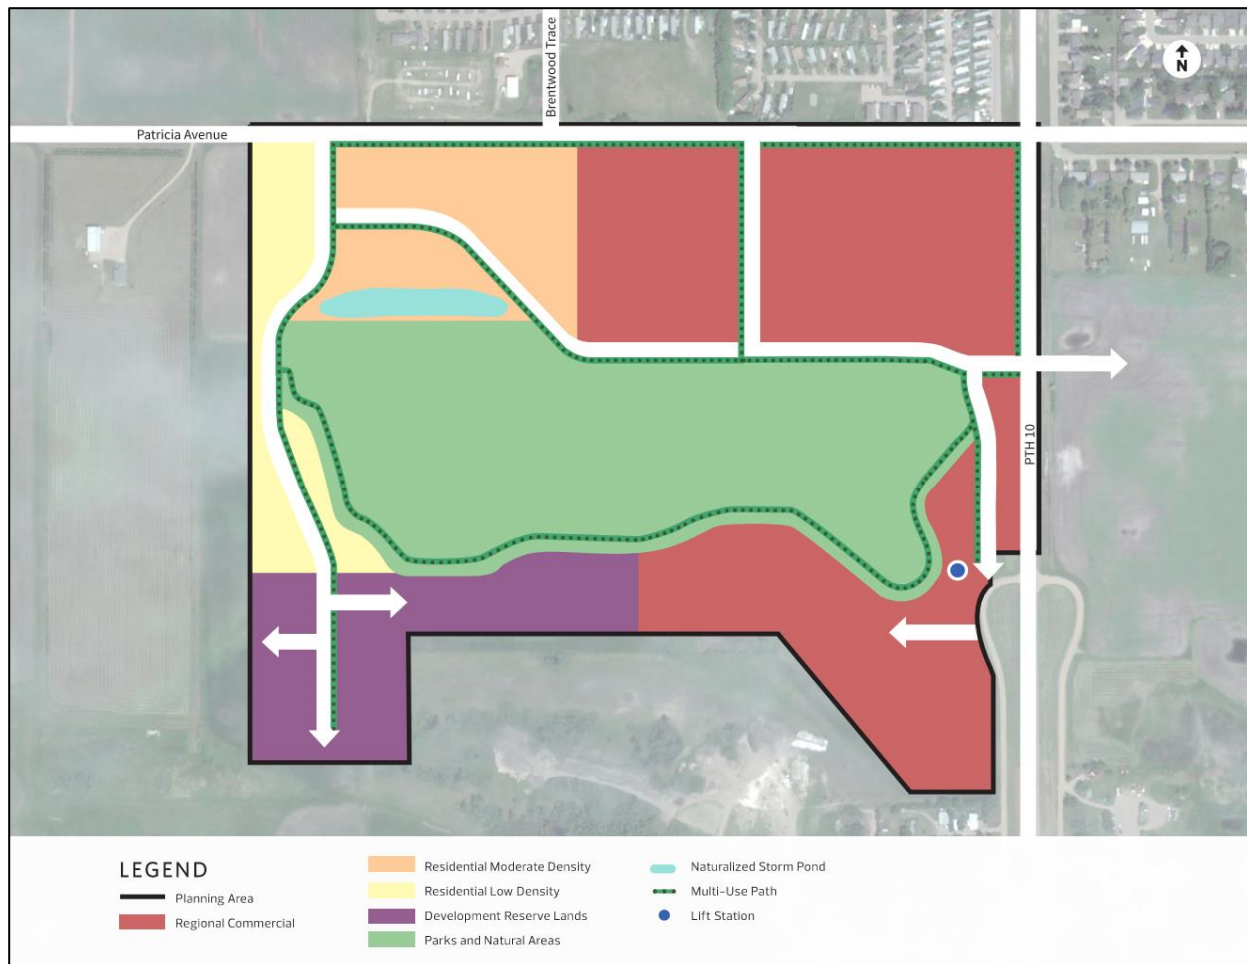 Brentwood Trace
N
Patricia Avenue
PTH 10
LEGEND
Planning Area
Regional Commercial
Residential Moderate Density
Residential Low Density
Development Reserve Lands
Parks and Natural Areas
Naturalized Storm Pond
Multi-Use Path
Lift Station